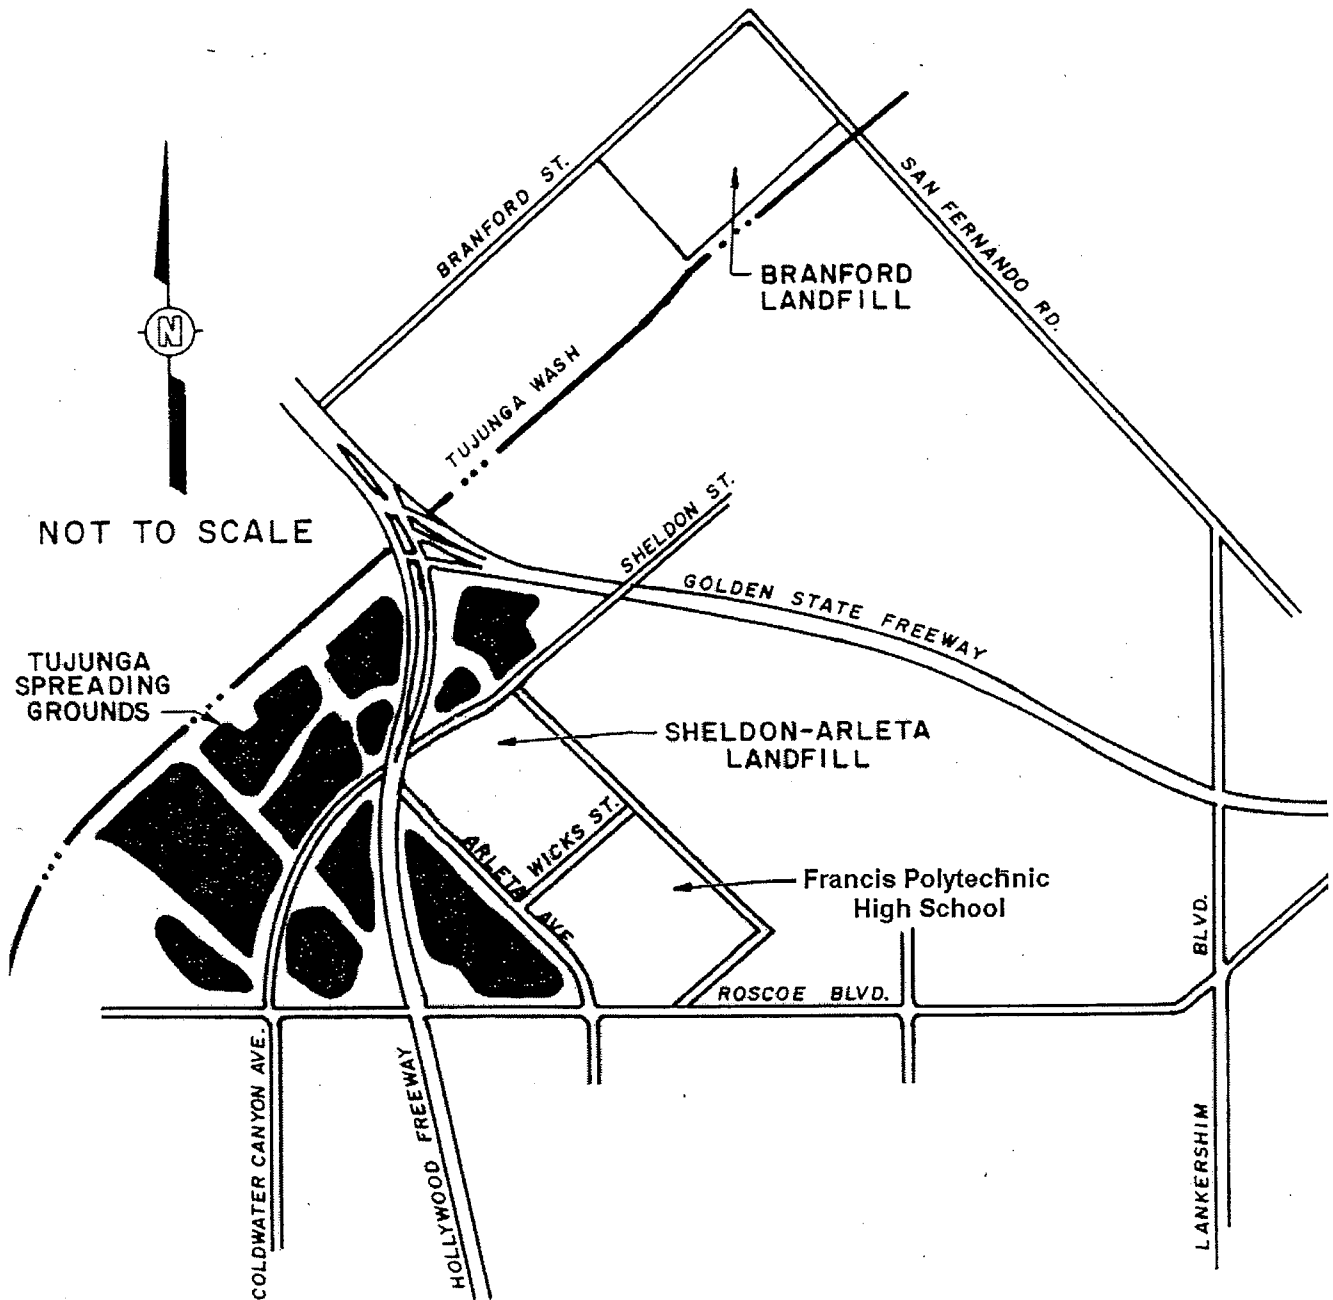 BRANFORD ST.
SAN FERNANDO RD.
BRANFORD
LANDFILL
N
TUJUNGA WASH
NOT TO SCALE
SHELDON ST.
GOLDEN STATE FREEWAY
TUJUNGA
SPREADING
GROUNDS
SHELDON-ARLETA
LANDFILL
WICKS ST.
ARLETA AVE
Francis Polytechnic
High School
BLVD.
ROSCOE BLVD.
COLDWATER CANYON AVE.
HOLLYWOOD FREEWAY
LANKERSHIM